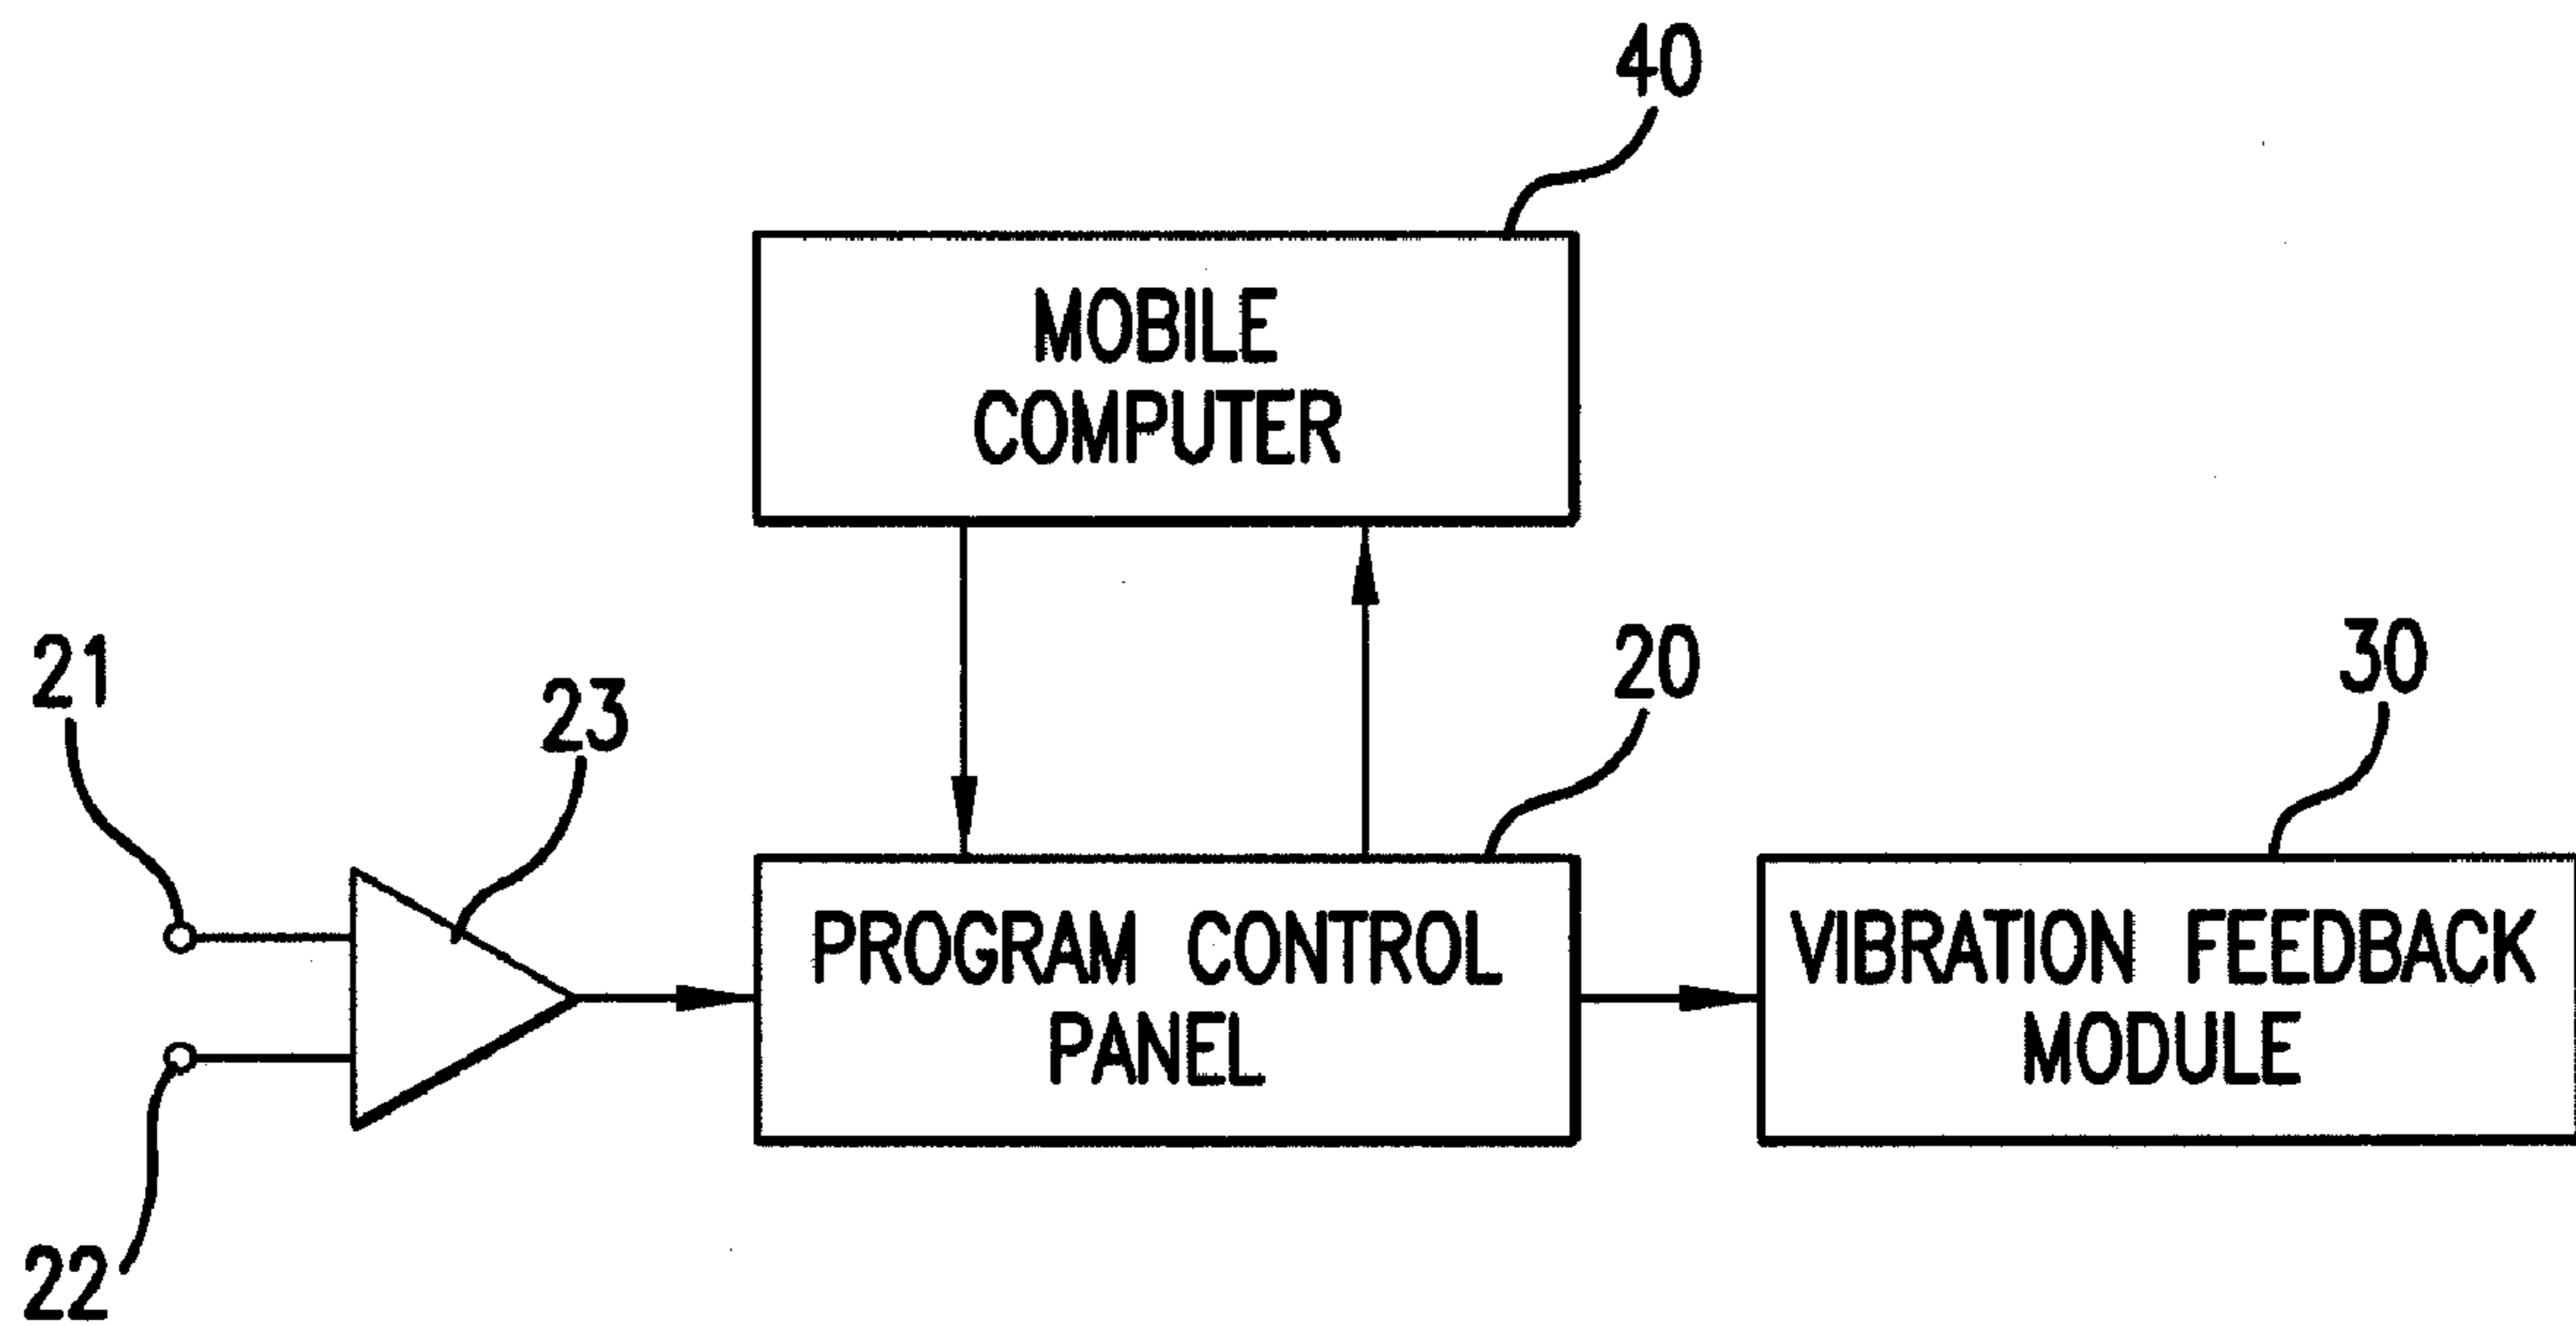 40
MOBILE
COMPUTER
21
23
20
30
PROGRAM CONTROL
PANEL
VIBRATION FEEDBACK
MODULE
22